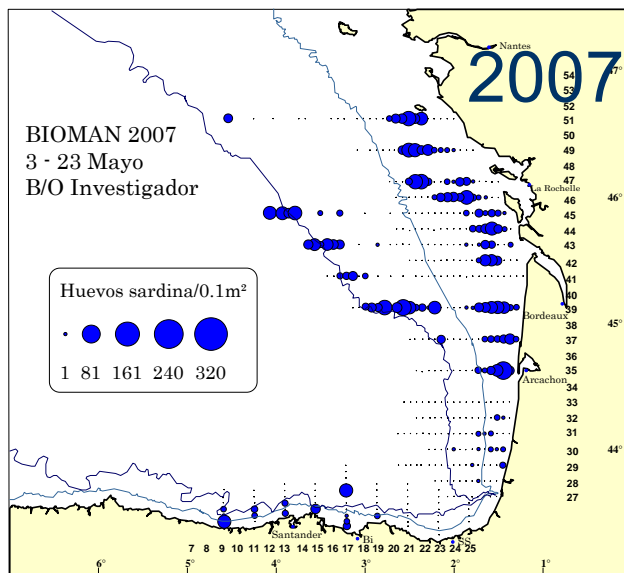 Nantes
2007
47°
54
53
52
51
BIOMAN 2007
3 - 23 Mayo
B/O Investigador
50
49
48
47
La Rochelle
46
46°
45
44
43
42
41
40
Huevos sardina/0.1m²
1 81 161 240 320
39
Bordeaux
38
45°
37
36
35
Arcachon
33
32
31
44°
30
29
28
27
Santander
Bi
SS
7 8 9 10 11 12 13 14 15 16 17 18 19 20 21 22 23 24 25
6° 5° 4° 3° 2° 1°